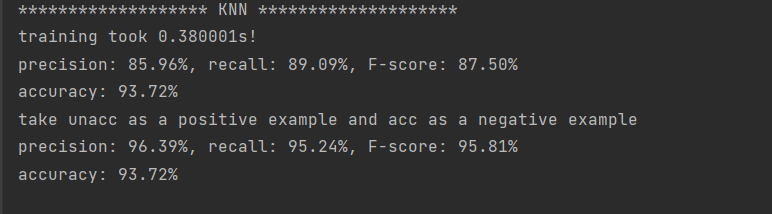 ******************* KNN ********************
training took 0.380001s!
precision: 85.96%, recall: 89.09%, F-score: 87.50%
accuracy: 93.72%
take unacc as a positive example and acc as a negative example
precision: 96.39%, recall: 95.24%, F-score: 95.81%
accuracy: 93.72%